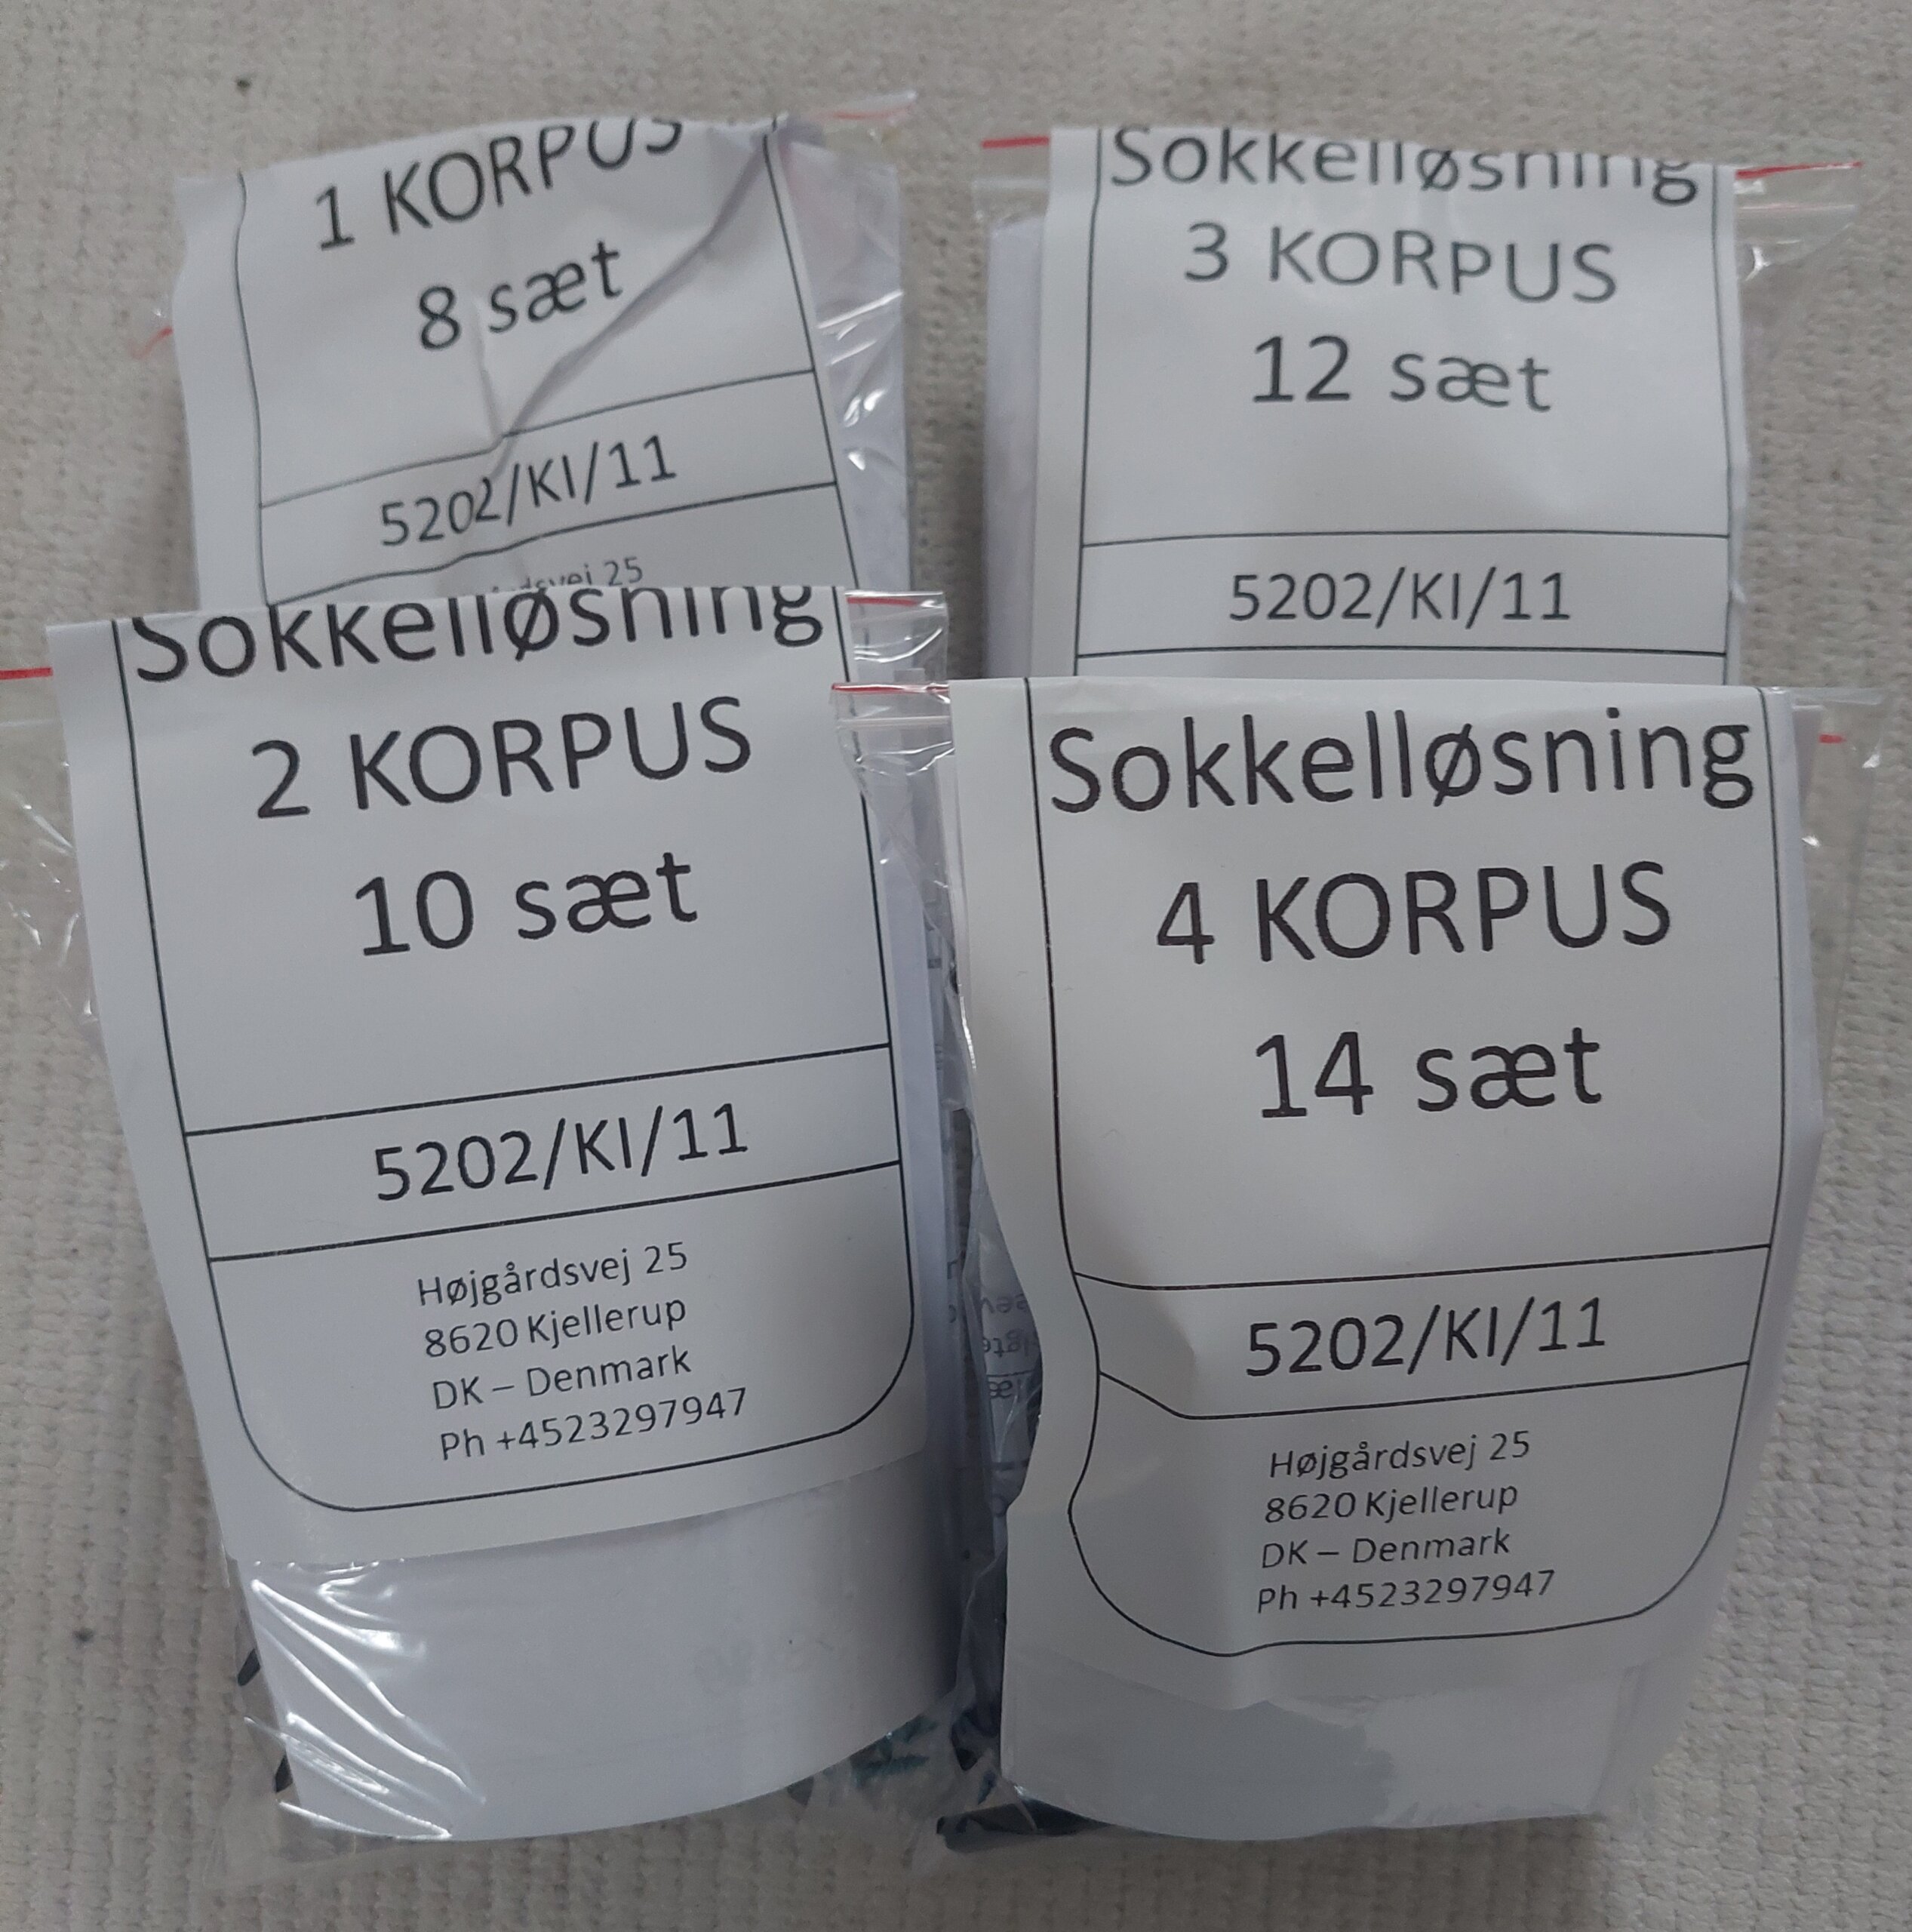 1 KORPUS
8 sæt
5202/KI/11
25
Sokkelløsning
3 KORPUS
12 sæt
5202/KI/11
Sokkelløsning
2 KORPUS
10 sæt
5202/KI/11
Højgårdsvej 25
8620 Kjellerup
DK – Denmark
Ph +4523297947
Sokkelløsning
4 KORPUS
14 sæt
5202/KI/11
Højgårdsvej 25
8620 Kjellerup
DK – Denmark
Ph +4523297947